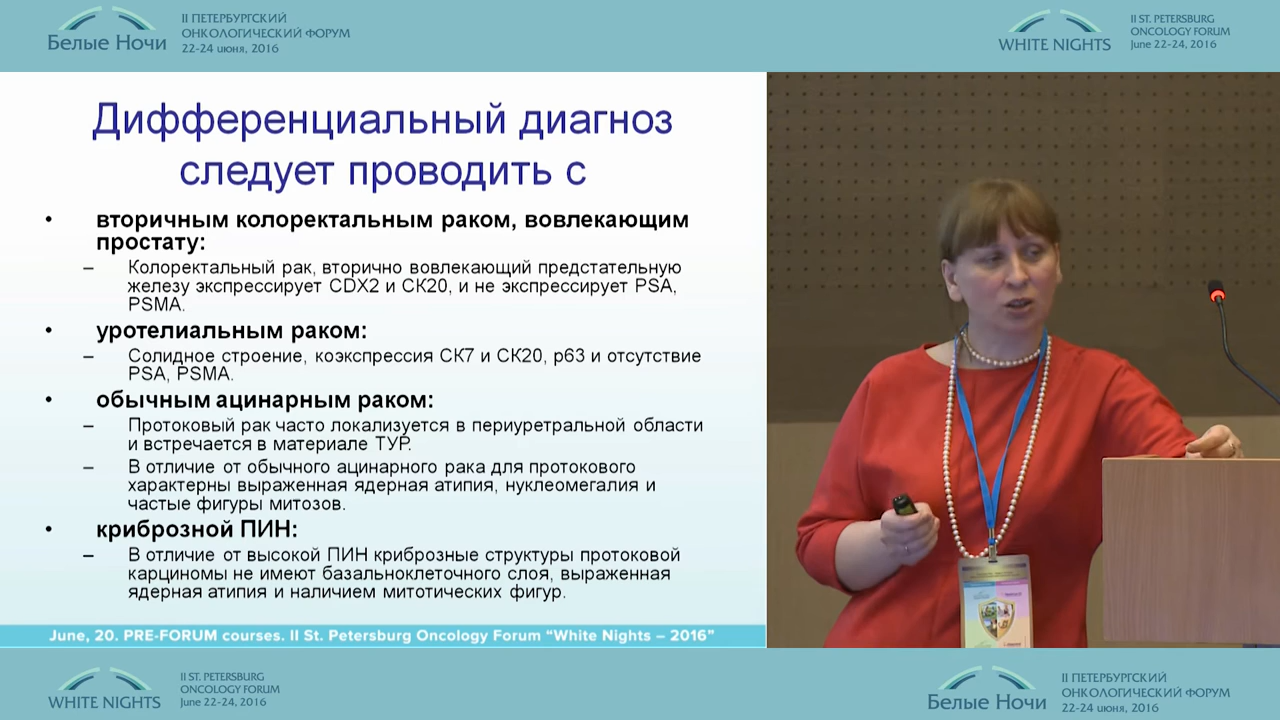 Белые Ночи
II ПЕТЕРБУРГСКИЙ
ОНКОЛОГИЧЕСКИЙ ФОРУМ
22-24 июня, 2016
WHITE NIGHTS
II ST. PETERSBURG
ONCOLOGY FORUM
June 22-24, 2016
Дифференциальный диагноз
следует проводить с
• вторичным колоректальным раком, вовлекающим
простату:
– Колоректальный рак, вторично вовлекающий предстательную
железу экспрессирует CDX2 и СК20, и не экспрессирует PSA,
PSMA.
• уротелиальным раком:
– Солидное строение, коэкспрессия СК7 и СК20, р63 и отсутствие
PSA, PSMA.
• обычным ацинарным раком:
– Протоковый рак часто локализуется в периуретральной области
и встречается в материале ТУР.
– В отличие от обычного ацинарного рака для протокового
характерны выраженная ядерная атипия, нуклеомегалия и
частые фигуры митозов.
• криброзной ПИН:
– В отличие от высокой ПИН криброзные структуры протоковой
карциномы не имеют базальноклеточного слоя, выраженная
ядерная атипия и наличием митотических фигур.
June, 20. PRE-FORUM courses. II St. Petersburg Oncology Forum “White Nights – 2016”
WHITE NIGHTS
II ST. PETERSBURG
ONCOLOGY FORUM
June 22-24, 2016
Белые Ночи
II ПЕТЕРБУРГСКИЙ
ОНКОЛОГИЧЕСКИЙ ФОРУМ
22-24 июня, 2016